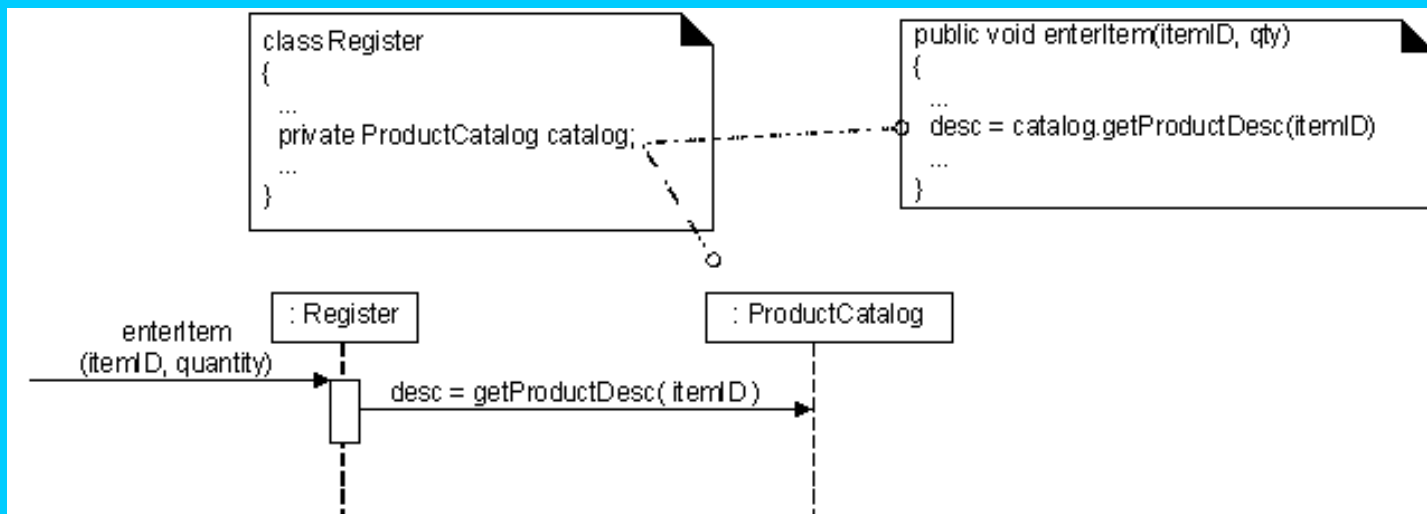 class Register
{
...
private ProductCatalog catalog;
...
}
public void enterItem(itemID, qty)
{
...
desc = catalog.getProductDesc(itemID)
...
}
: Register
: ProductCatalog
enterItem
(itemID, quantity)
desc = getProductDesc( itemID )